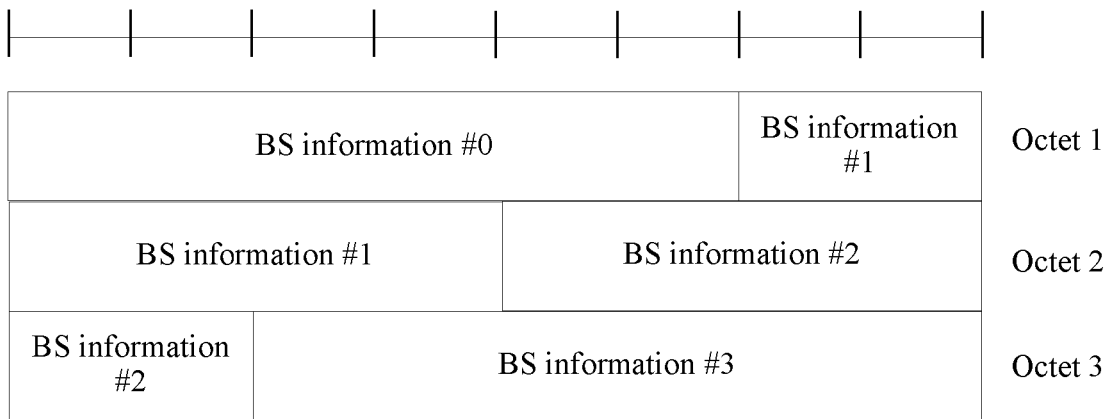 BS information #0
BS information
#1
Octet 1
BS information #1
BS information #2
Octet 2
BS information
#2
BS information #3
Octet 3